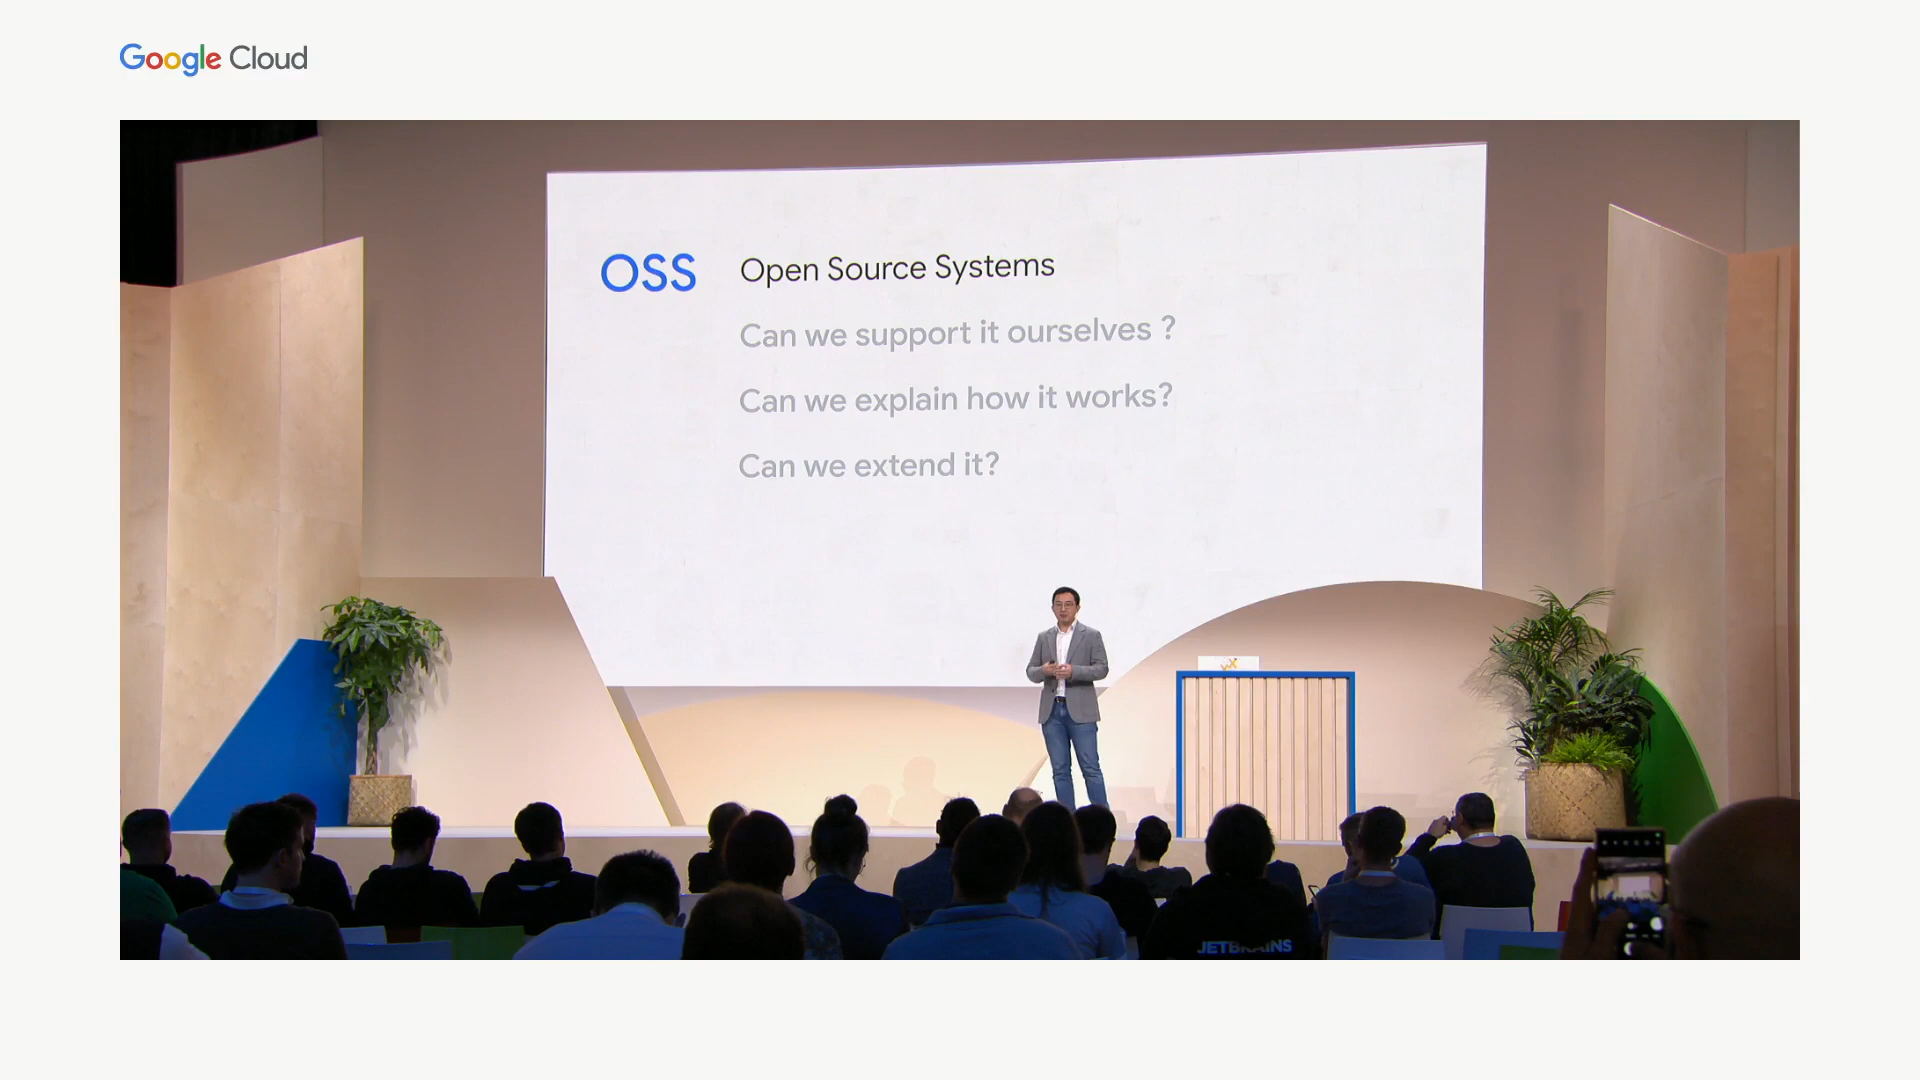 Google Cloud
OSS Open Source Systems
Can we support it ourselves ?
Can we explain how it works?
Can we extend it?
JETBRAINS